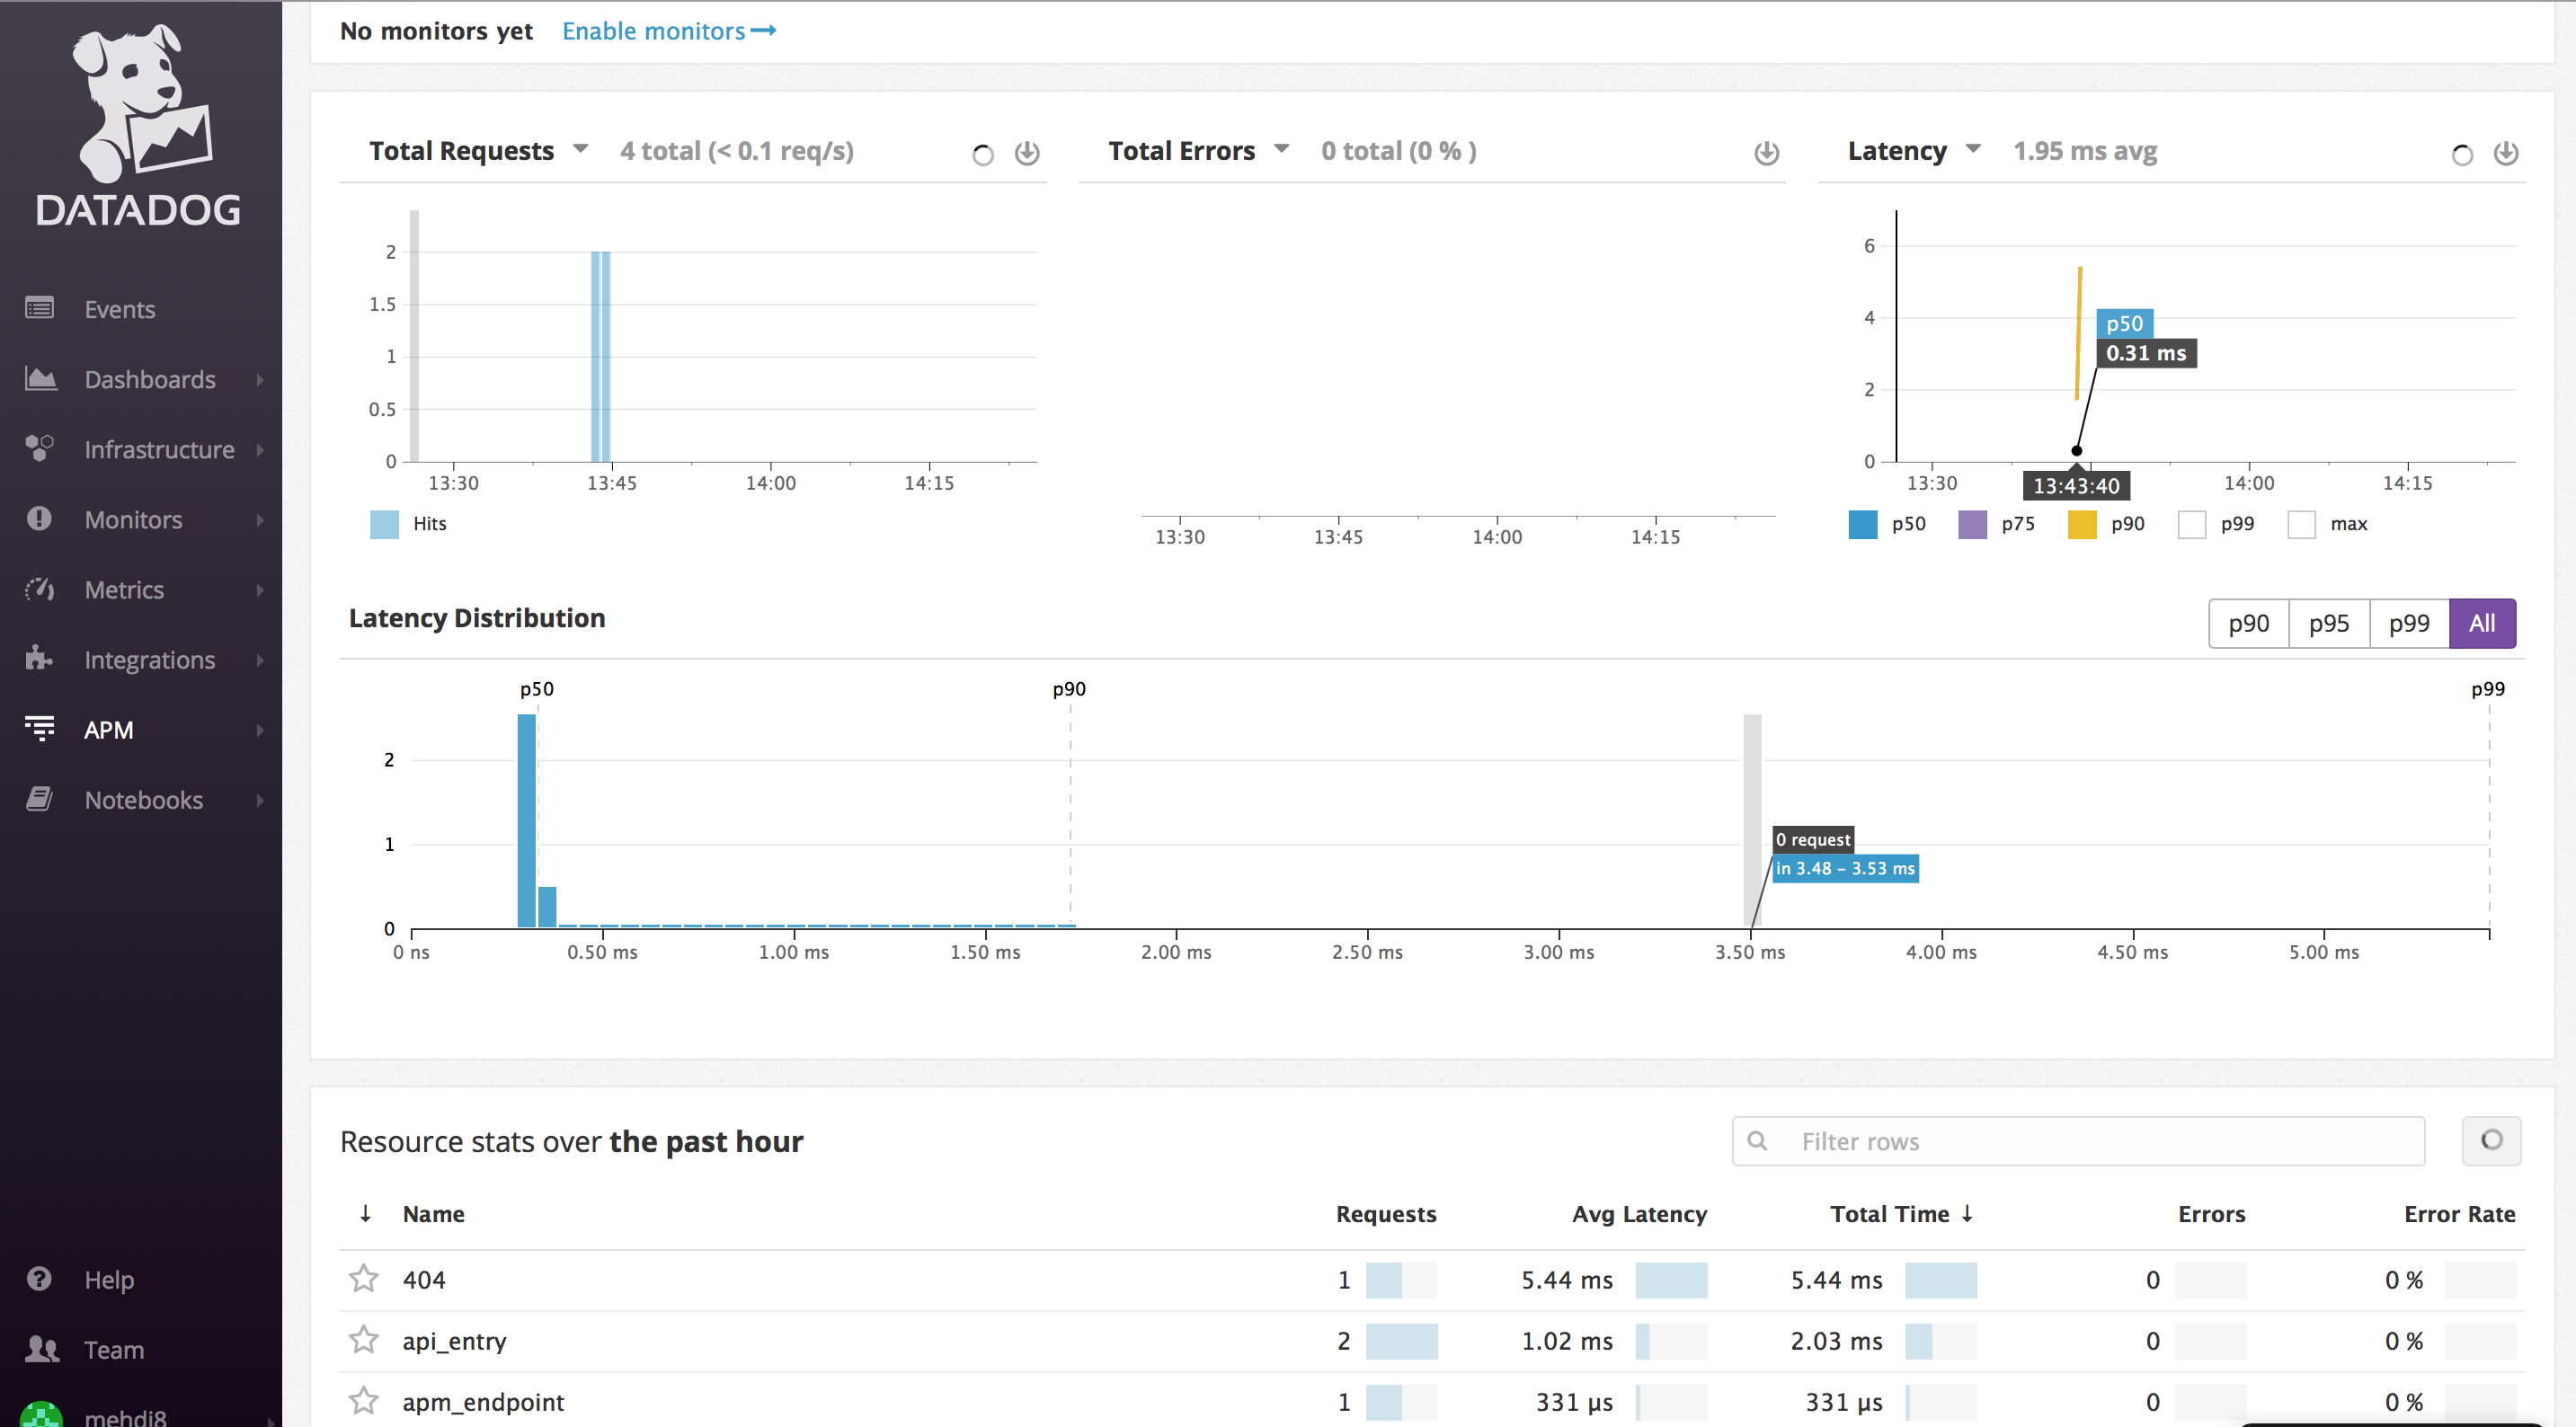 No monitors yet Enable monitors→
DATADOG
Events
Dashboards
Infrastructure
Monitors
Metrics
Integrations
APM
Notebooks
Help
Team
mehdi8
Total Requests 4 total (< 0.1 req/s)
2
1.5
1
0.5
0
13:30 13:45 14:00 14:15
Hits
Total Errors 0 total (0 % )
13:30 13:45 14:00 14:15
Latency 1.95 ms avg
6
4
2
0
p50
0.31 ms
13:30 13:43:40 14:00 14:15
p50 p75 p90 p99 max
Latency Distribution
p90 p95 p99 All
p50 p90 p99
2
1
0
0 request
in 3.48 – 3.53 ms
0 ns 0.50 ms 1.00 ms 1.50 ms 2.00 ms 2.50 ms 3.00 ms 3.50 ms 4.00 ms 4.50 ms 5.00 ms
Resource stats over the past hour
Filter rows
↓ Name Requests Avg Latency Total Time ↓ Errors Error Rate
404 1 5.44 ms 5.44 ms 0 0 %
api_entry 2 1.02 ms 2.03 ms 0 0 %
apm_endpoint 1 331 µs 331 µs 0 0 %